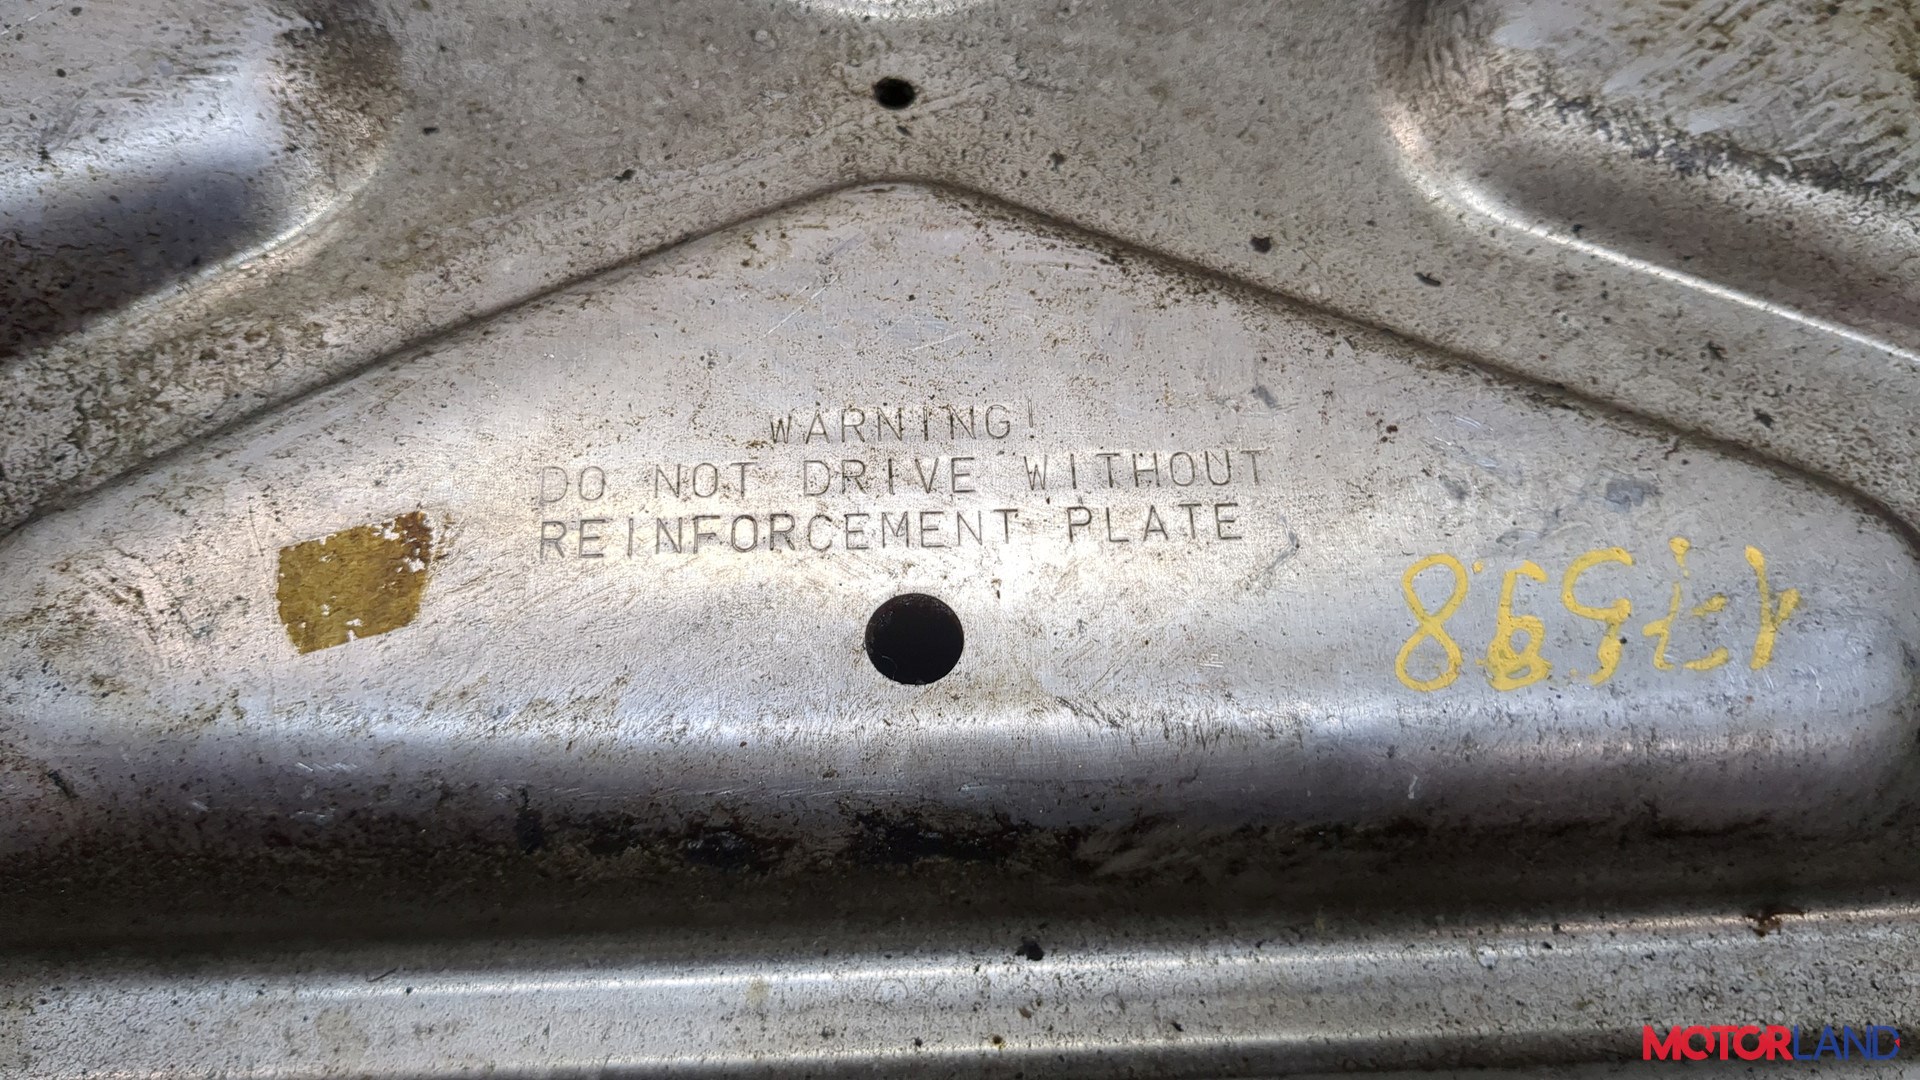 WARNING!
DO NOT DRIVE WITHOUT
REINFORCEMENT PLATE
MOTORLAND